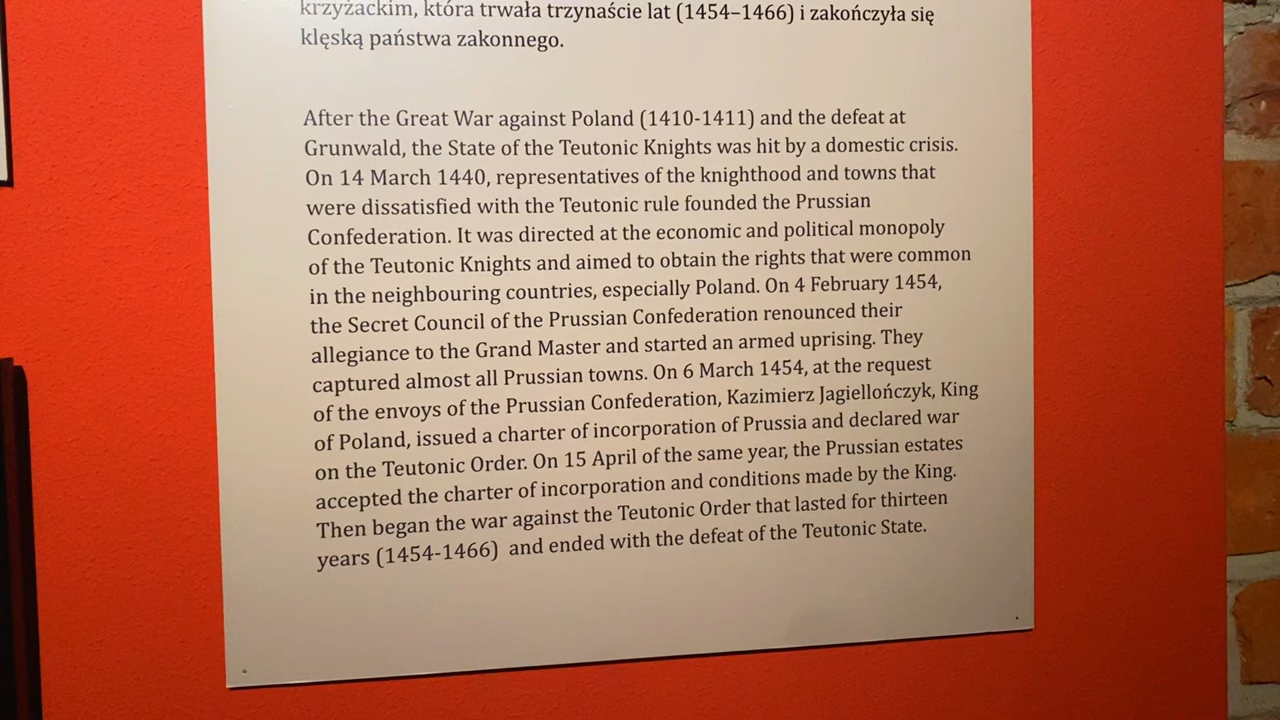 krzyżackim, która trwała trzynaście lat (1454–1466) i zakończyła się
klęską państwa zakonnego.
After the Great War against Poland (1410-1411) and the defeat at
Grunwald, the State of the Teutonic Knights was hit by a domestic crisis.
On 14 March 1440, representatives of the knighthood and towns that
were dissatisfied with the Teutonic rule founded the Prussian
Confederation. It was directed at the economic and political monopoly
of the Teutonic Knights and aimed to obtain the rights that were common
in the neighbouring countries, especially Poland. On 4 February 1454,
the Secret Council of the Prussian Confederation renounced their
allegiance to the Grand Master and started an armed uprising. They
captured almost all Prussian towns. On 6 March 1454, at the request
of the envoys of the Prussian Confederation, Kazimierz Jagiellończyk, King
of Poland, issued a charter of incorporation of Prussia and declared war
on the Teutonic Order. On 15 April of the same year, the Prussian estates
accepted the charter of incorporation and conditions made by the King.
Then began the war against the Teutonic Order that lasted for thirteen
years (1454-1466) and ended with the defeat of the Teutonic State.